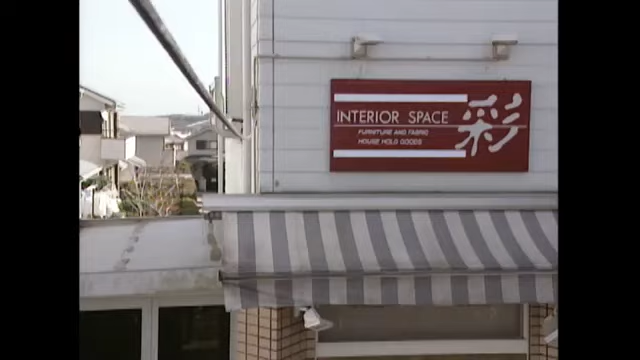 INTERIOR SPACE 彩
FURNITURE AND FABRIC
HOUSE HOLD GOODS